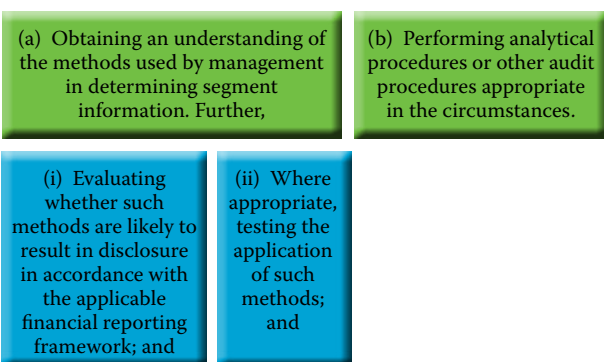 (a) Obtaining an understanding of
the methods used by management
in determining segment
information. Further,
(b) Performing analytical
procedures or other audit
procedures appropriate
in the circumstances.
(i) Evaluating
whether such
methods are likely to
result in disclosure
in accordance with
the applicable
financial reporting
framework; and
(ii) Where
appropriate,
testing the
application
of such
methods;
and